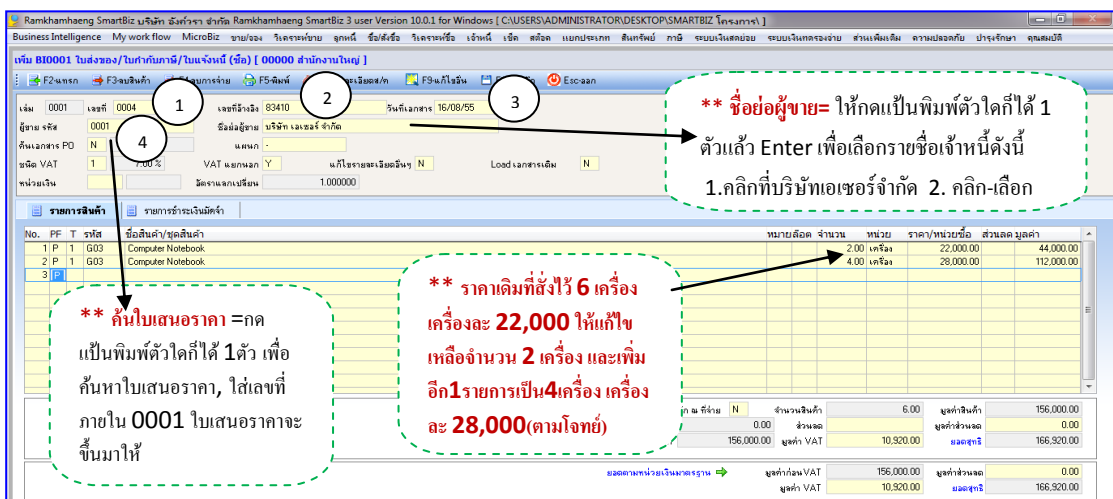 Ramkhamhaeng SmartBiz บริษัท อังก์วรา จำกัด Ramkhamhaeng SmartBiz 3 user Version 10.0.1 for Windows [ C:\USERS\ADMINISTRATOR\DESKTOP\SMARTBIZ โครงการ\ ]
Business Intelligence My work flow MicroBiz ขาย/จอง วิเคราะห์ขาย ลูกหนี้ ซื้อ/สั่งซื้อ วิเคราะห์ซื้อ เจ้าหนี้ เช็ค สต๊อค แยกประเภท สินทรัพย์ ภาษี ระบบเงินสดย่อย ระบบเงินทดรองจ่าย ส่วนเพิ่มเติม ความปลอดภัย บำรุงรักษา คุณสมบัติ
เพิ่ม BI0001 ใบส่งของ/ใบกำกับภาษี/ใบแจ้งหนี้ (ซื้อ) [ 00000 สำนักงานใหญ่ ]
F2-แทรก F3-ลบสินค้า ลบการจ่าย F5-พิมพ์ ละเอียดส/ท F9-แก้ไขอื่น Esc-ออก
เล่ม 0001 เลขที่ 0004 1 เลขที่อ้างอิง 83410 2 วันที่เอกสาร 16/08/55 3
ผู้ขาย รหัส 0001 4 ชื่อย่อผู้ขาย บริษัท เอเซอร์ จำกัด
ค้นเอกสาร PO N แผนก -
ชนิด VAT 1 7.00 % VAT แยกนอก Y แก้ไขรายละเอียดอื่นๆ N Load เอกสารเดิม N
หน่วยเงิน อัตราแลกเปลี่ยน 1.000000
** ชื่อย่อผู้ขาย= ให้กดแป้นพิมพ์ตัวใดก็ได้ 1
ตัวแล้ว Enter เพื่อเลือกรายชื่อเจ้าหนี้ดังนี้
1.คลิกที่บริษัทเอเซอร์จำกัด 2. คลิก-เลือก
รายการสินค้า รายการชำระเงินมัดจำ
No. PF T รหัส ชื่อสินค้า/ชุดสินค้า หมายล๊อต จำนวน หน่วย ราคา/หน่วยซื้อ ส่วนลด มูลค่า
1 P 1 G03 Computer Notebook 2.00 เครื่อง 22,000.00 44,000.00
2 P 1 G03 Computer Notebook 4.00 เครื่อง 28,000.00 112,000.00
3 P
** ค้นใบเสนอราคา =กด
แป้นพิมพ์ตัวใดก็ได้ 1ตัว เพื่อ
ค้นหาใบเสนอราคา, ใส่เลขที่
ภายใน 0001 ใบเสนอราคาจะ
ขึ้นมาให้
** ราคาเดิมที่สั่งไว้ 6 เครื่อง
เครื่องละ 22,000 ให้แก้ไข
เหลือจำนวน 2 เครื่อง และเพิ่ม
อีก1รายการเป็น4เครื่อง เครื่อง
ละ 28,000(ตามโจทย์)
ก ณ ที่จ่าย N จำนวนสินค้า 6.00 มูลค่าสินค้า 156,000.00
0.00 ส่วนลด มูลค่าส่วนลด 0.00
156,000.00 มูลค่า VAT 10,920.00 ยอดสุทธิ 166,920.00
ยอดตามหน่วยเงินมาตรฐาน มูลค่าก่อนVAT 156,000.00 มูลค่าส่วนลด 0.00
มูลค่า VAT 10,920.00 ยอดสุทธิ 166,920.00